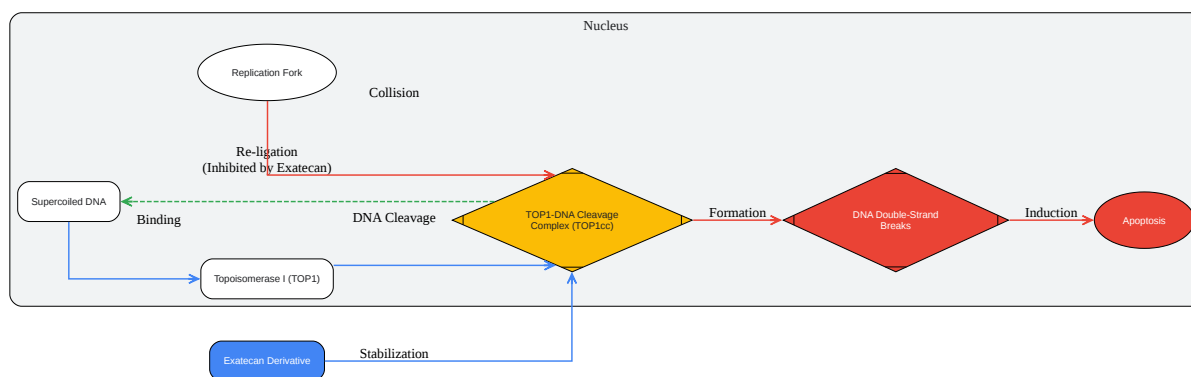 Nucleus
Replication Fork
Collision
Re-ligation
(Inhibited by Exatecan)
Supercoiled DNA
Binding
DNA Cleavage
TOP1-DNA Cleavage
Complex (TOP1cc)
Formation
DNA Double-Strand
Breaks
Induction
Apoptosis
Topoisomerase I (TOP1)
Exatecan Derivative
Stabilization